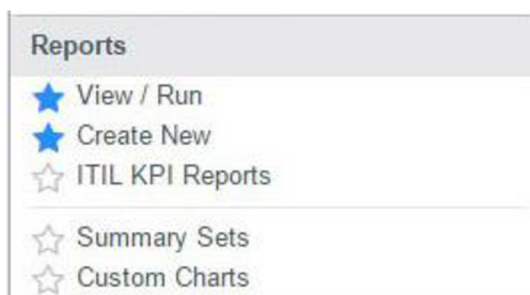 Reports
View / Run
Create New
ITIL KPI Reports
Summary Sets
Custom Charts